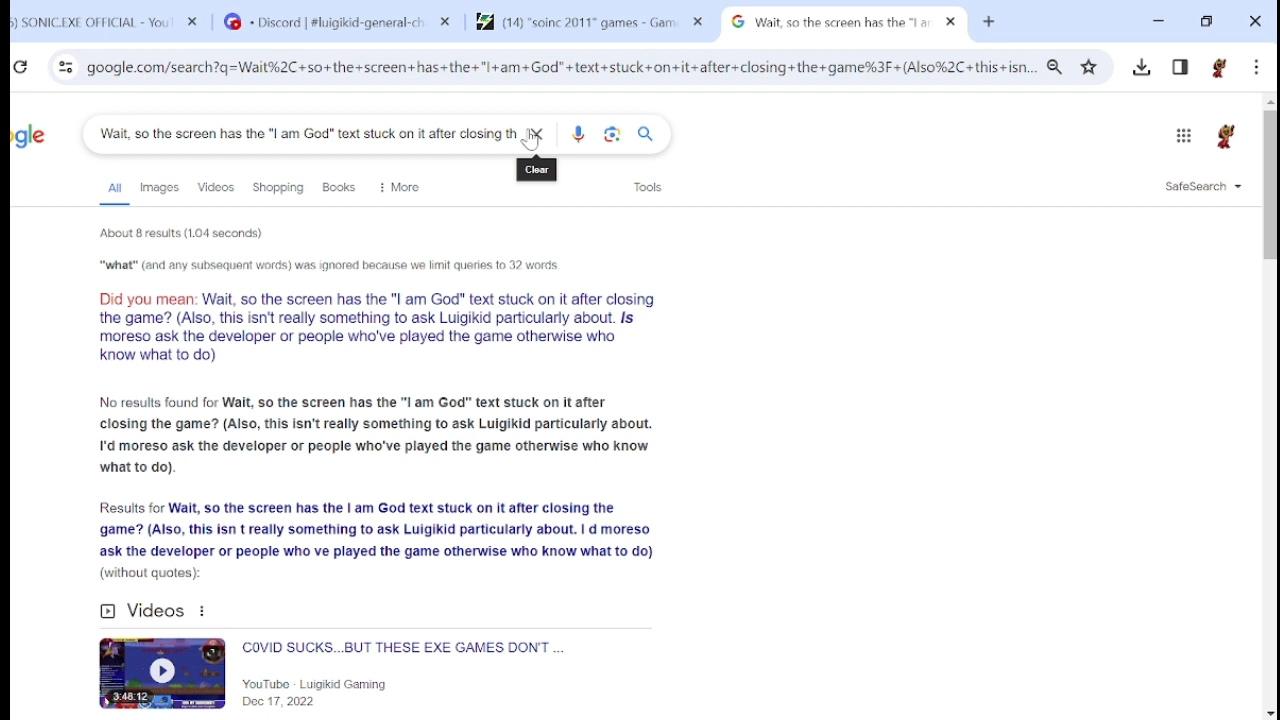 ) SONIC.EXE OFFICIAL - YouT
• Discord | #luigikid-general-ch
(14) "soinc 2011" games - Game
Wait, so the screen has the "I am
google.com/search?q=Wait%2C+so+the+screen+has+the+"I+am+God"+text+stuck+on+it+after+closing+the+game%3F+(Also%2C+this+isn...
gle
Wait, so the screen has the "I am God" text stuck on it after closing th
Clear
All Images Videos Shopping Books More Tools SafeSearch
About 8 results (1.04 seconds)
"what" (and any subsequent words) was ignored because we limit queries to 32 words.
Did you mean: Wait, so the screen has the "I am God" text stuck on it after closing
the game? (Also, this isn't really something to ask Luigikid particularly about. Is
moreso ask the developer or people who've played the game otherwise who
know what to do)
No results found for Wait, so the screen has the "I am God" text stuck on it after
closing the game? (Also, this isn't really something to ask Luigikid particularly about.
I'd moreso ask the developer or people who've played the game otherwise who know
what to do).
Results for Wait, so the screen has the I am God text stuck on it after closing the
game? (Also, this isn t really something to ask Luigikid particularly about. I d moreso
ask the developer or people who ve played the game otherwise who know what to do)
(without quotes):
Videos
C0VID SUCKS...BUT THESE EXE GAMES DON'T ...
YouTube · Luigikid Gaming
3:48:12
Dec 17, 2022